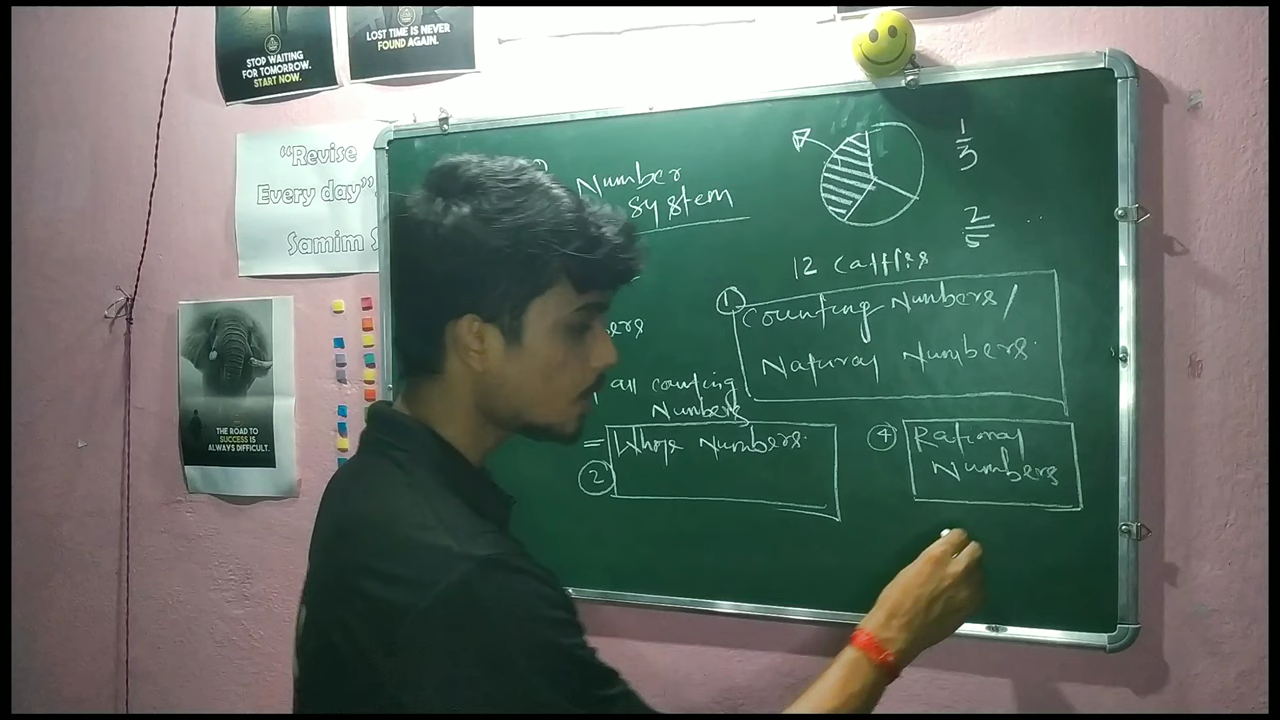 STOP WAITING
FOR TOMORROW.
START NOW.
LOST TIME IS NEVER
FOUND AGAIN.
"Revise
Every day"
Samim S
THE ROAD TO
SUCCESS IS
ALWAYS DIFFICULT.
Number
system
1/3
2/5 ..
12 cattles
① Counting Numbers/
Natural Numbers.
all counting
Numbers
= Whole Numbers.
②
④ Rational
Numbers